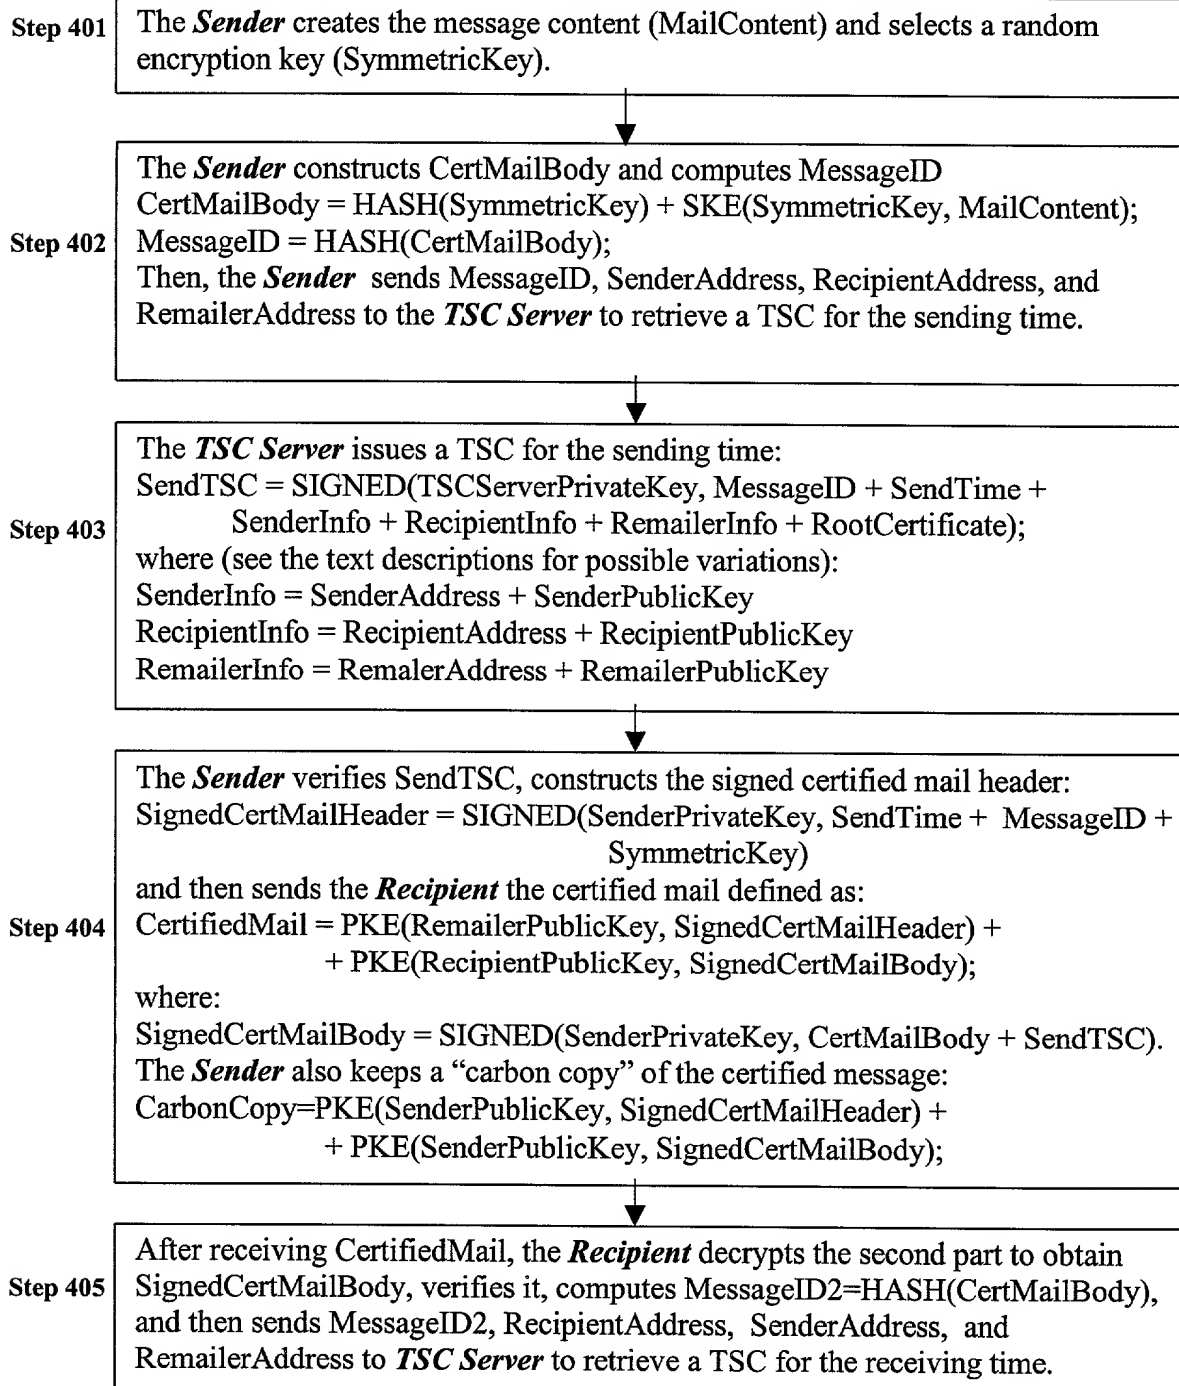 Step 401
The Sender creates the message content (MailContent) and selects a random
encryption key (SymmetricKey).
Step 402
The Sender constructs CertMailBody and computes MessageID
CertMailBody = HASH(SymmetricKey) + SKE(SymmetricKey, MailContent);
MessageID = HASH(CertMailBody);
Then, the Sender sends MessageID, SenderAddress, RecipientAddress, and
RemailerAddress to the TSC Server to retrieve a TSC for the sending time.
Step 403
The TSC Server issues a TSC for the sending time:
SendTSC = SIGNED(TSCServerPrivateKey, MessageID + SendTime +
SenderInfo + RecipientInfo + RemailerInfo + RootCertificate);
where (see the text descriptions for possible variations):
SenderInfo = SenderAddress + SenderPublicKey
RecipientInfo = RecipientAddress + RecipientPublicKey
RemailerInfo = RemalerAddress + RemailerPublicKey
Step 404
The Sender verifies SendTSC, constructs the signed certified mail header:
SignedCertMailHeader = SIGNED(SenderPrivateKey, SendTime + MessageID +
SymmetricKey)
and then sends the Recipient the certified mail defined as:
CertifiedMail = PKE(RemailerPublicKey, SignedCertMailHeader) +
+ PKE(RecipientPublicKey, SignedCertMailBody);
where:
SignedCertMailBody = SIGNED(SenderPrivateKey, CertMailBody + SendTSC).
The Sender also keeps a “carbon copy” of the certified message:
CarbonCopy=PKE(SenderPublicKey, SignedCertMailHeader) +
+ PKE(SenderPublicKey, SignedCertMailBody);
Step 405
After receiving CertifiedMail, the Recipient decrypts the second part to obtain
SignedCertMailBody, verifies it, computes MessageID2=HASH(CertMailBody),
and then sends MessageID2, RecipientAddress, SenderAddress, and
RemailerAddress to TSC Server to retrieve a TSC for the receiving time.